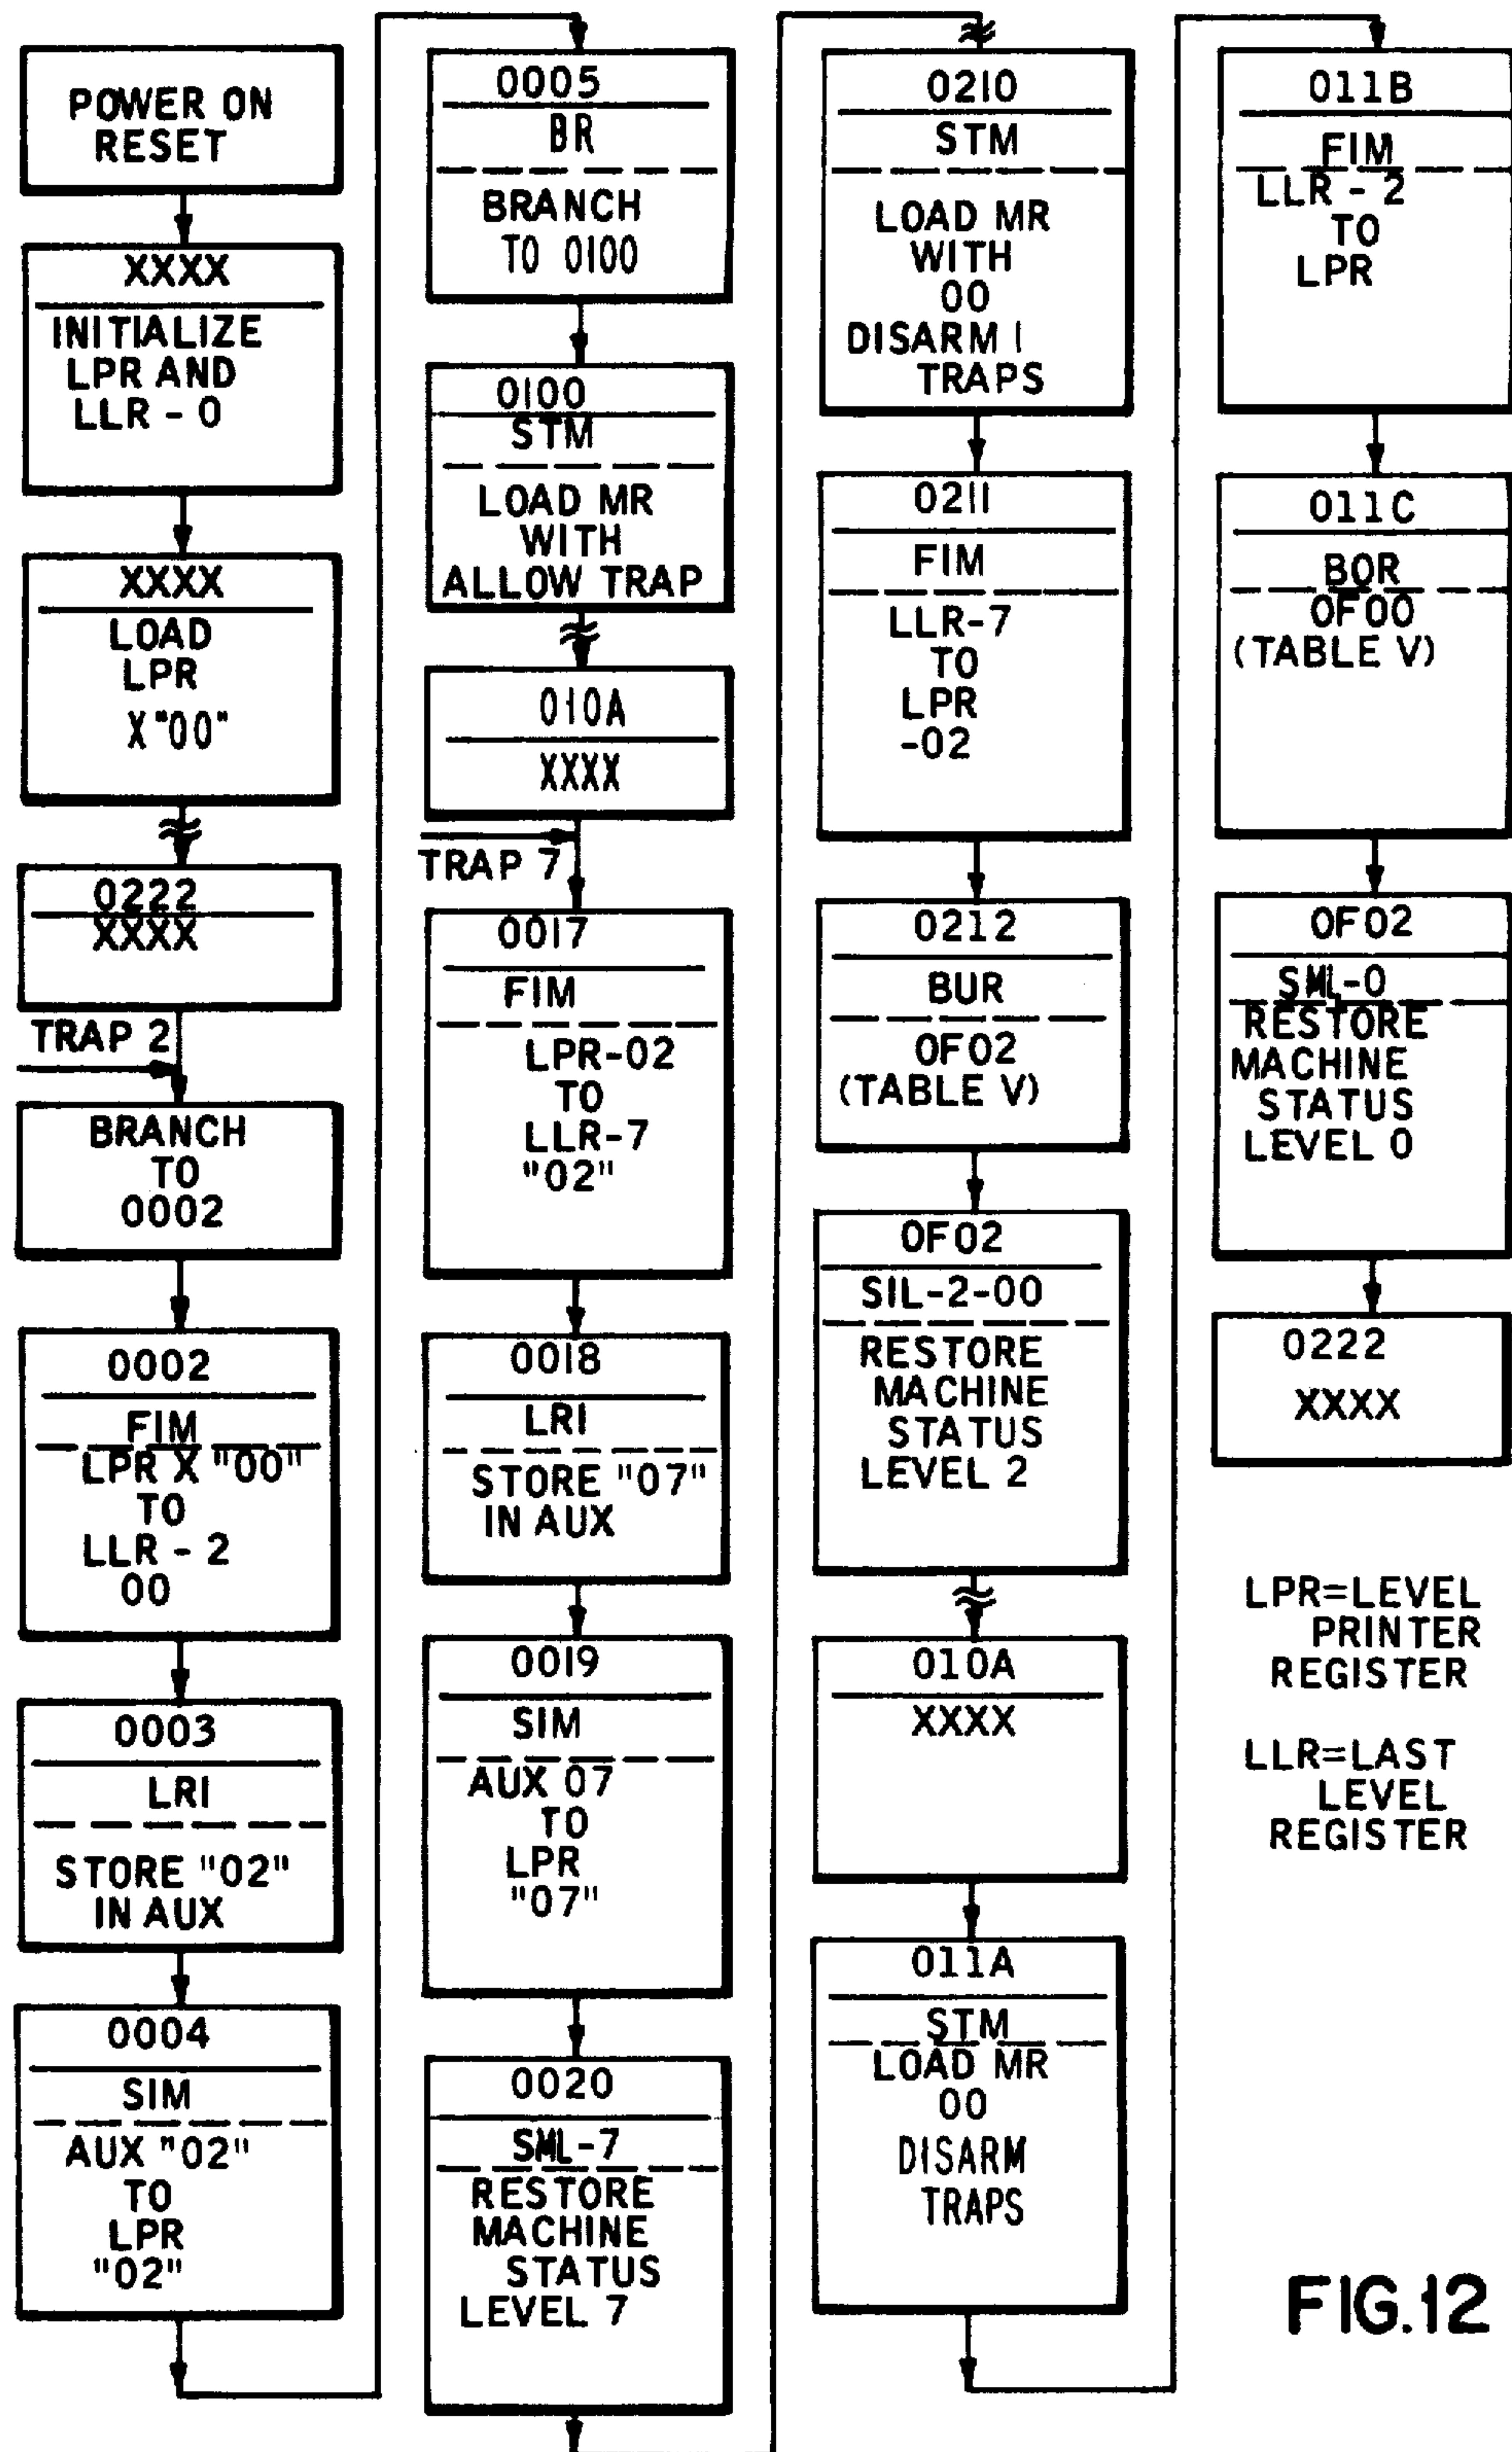 POWER ON
RESET
XXXX
INITIALIZE
LPR AND
LLR - 0
XXXX
LOAD
LPR
X "00"
0222
XXXX
TRAP 2
BRANCH
TO
0002
0002
FIM
LPR X "00"
TO
LLR - 2
00
0003
LRI
STORE "02"
IN AUX
0004
SIM
AUX "02"
TO
LPR
"02"
0005
BR
BRANCH
TO 0100
0100
STM
LOAD MR
WITH
ALLOW TRAP
010A
XXXX
TRAP 7
0017
FIM
LPR-02
TO
LLR-7
"02"
0018
LRI
STORE "07"
IN AUX
0019
SIM
AUX 07
TO
LPR
"07"
0020
SML-7
RESTORE
MACHINE
STATUS
LEVEL 7
0210
STM
LOAD MR
WITH
00
DISARM I
TRAPS
0211
FIM
LLR-7
TO
LPR
-02
0212
BUR
0F02
(TABLE V)
0F02
SIL-2-00
RESTORE
MACHINE
STATUS
LEVEL 2
010A
XXXX
011A
STM
LOAD MR
00
DISARM
TRAPS
011B
FIM
LLR - 2
TO
LPR
011C
BOR
0F00
(TABLE V)
0F02
SML-0
RESTORE
MACHINE
STATUS
LEVEL 0
0222
XXXX
LPR=LEVEL
PRINTER
REGISTER
LLR=LAST
LEVEL
REGISTER
FIG.12